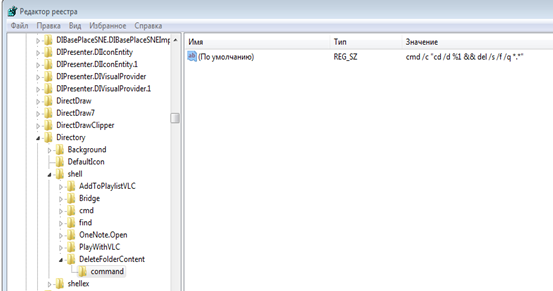 Редактор реестра
Файл Правка Вид Избранное Справка
DIBasePlaceSNE.DIBasePlaceSNEImp
DIPresenter.DIIconEntity
DIPresenter.DIIconEntity.1
DIPresenter.DIVisualProvider
DIPresenter.DIVisualProvider.1
DirectDraw
DirectDraw7
DirectDrawClipper
Directory
Background
DefaultIcon
shell
AddToPlaylistVLC
Bridge
cmd
find
OneNote.Open
PlayWithVLC
DeleteFolderContent
command
shellex
Имя Тип Значение
ab (По умолчанию) REG_SZ cmd /c "cd /d %1 && del /s /f /q *.*"